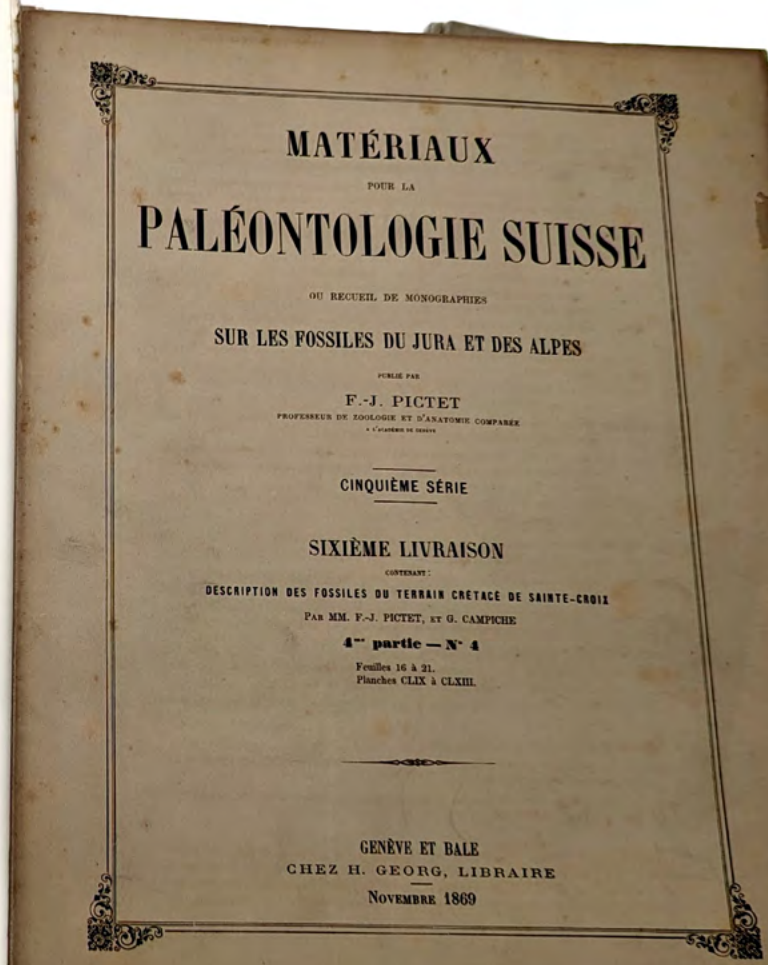 MATÉRIAUX
POUR LA
PALÉONTOLOGIE SUISSE
OU RECUEIL DE MONOGRAPHIES
SUR LES FOSSILES DU JURA ET DES ALPES
PUBLIÉ PAR
F.-J. PICTET
PROFESSEUR DE ZOOLOGIE ET D'ANATOMIE COMPARÉE
A L'ACADÉMIE DE GENÈVE
CINQUIÈME SÉRIE
SIXIÈME LIVRAISON
CONTENANT :
DESCRIPTION DES FOSSILES DU TERRAIN CRÉTACÉ DE SAINTE-CROIX
PAR MM. F.-J. PICTET, ET G. CAMPICHE
4me partie — N° 4
Feuilles 16 à 21.
Planches CLIX à CLXIII.
GENÈVE ET BALE
CHEZ H. GEORG, LIBRAIRE
NOVEMBRE 1869